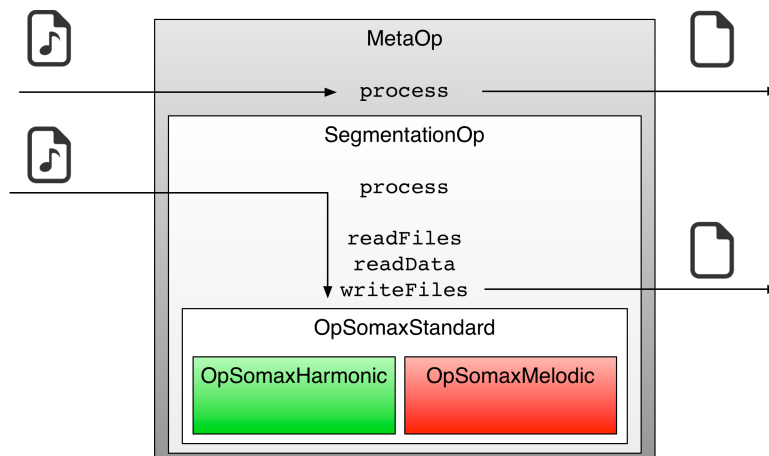 MetaOp
process
SegmentationOp
process
readFiles
readData
writeFiles
OpSomaxStandard
OpSomaxHarmonic
OpSomaxMelodic